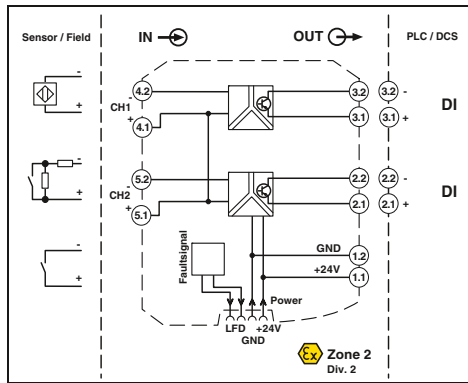 Sensor / Field
IN
OUT
PLC / DCS
-
+
-
+
-
+
4.2
CH1
-
+
4.1
5.2
CH2
-
+
5.1
3.2
3.1
2.2
2.1
3.2 -
3.1 +
DI
2.2 -
2.1 +
DI
Faultsignal
GND
1.2
+24V
1.1
Power
LFD
+24V
GND
Ex
Zone 2
Div. 2